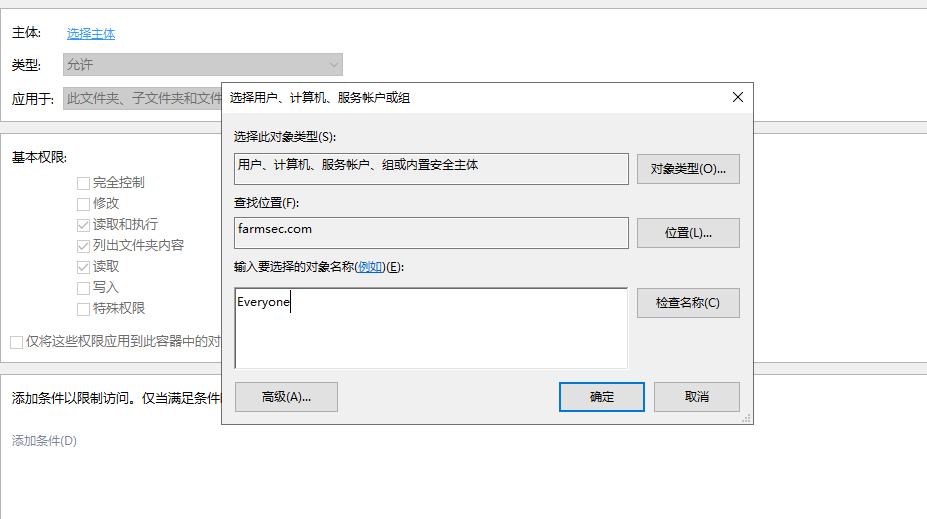 主体: 选择主体
类型: 允许
应用于: 此文件夹、子文件夹和文件
基本权限:
完全控制
修改
读取和执行
列出文件夹内容
读取
写入
特殊权限
仅将这些权限应用到此容器中的对
添加条件以限制访问。仅当满足条件
添加条件(D)
选择用户、计算机、服务帐户或组
选择此对象类型(S):
用户、计算机、服务帐户、组或内置安全主体
对象类型(O)...
查找位置(F):
farmsec.com
位置(L)...
输入要选择的对象名称(例如)(E):
Everyone
检查名称(C)
高级(A)...
确定
取消